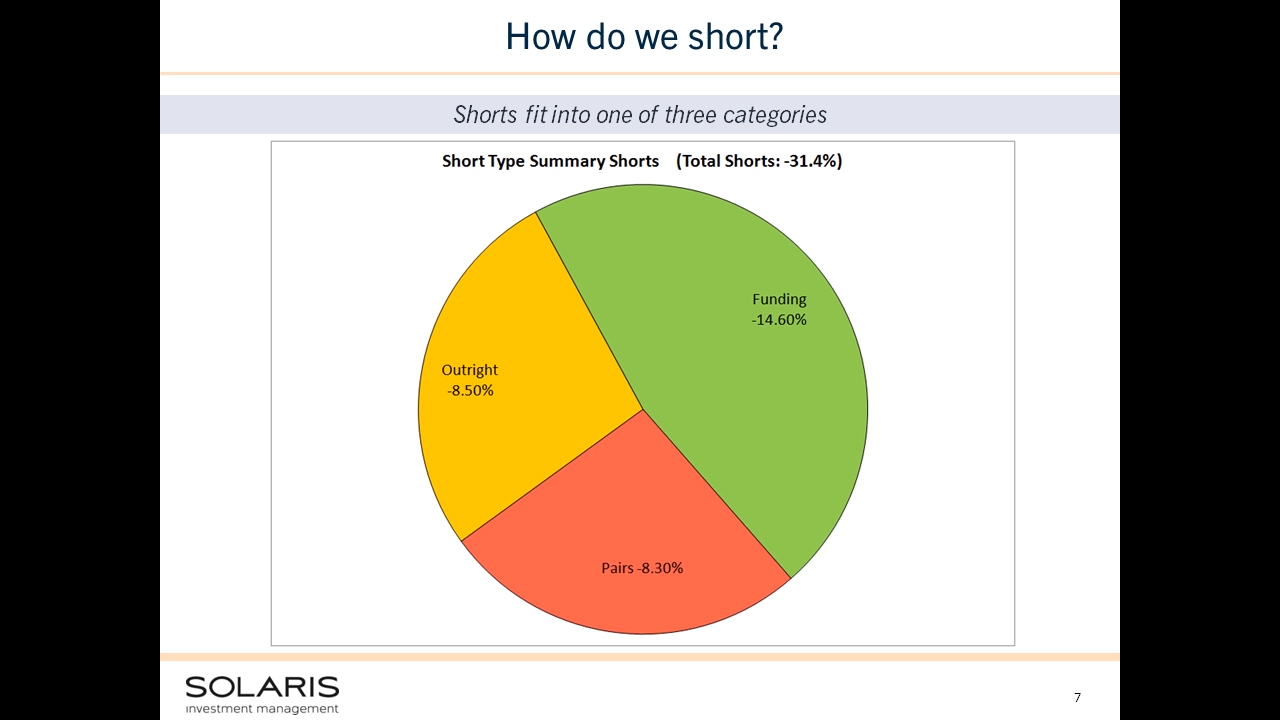 How do we short?
Shorts fit into one of three categories
Short Type Summary Shorts (Total Shorts: -31.4%)
Funding
-14.60%
Outright
-8.50%
Pairs -8.30%
SOLARIS
investment management
7